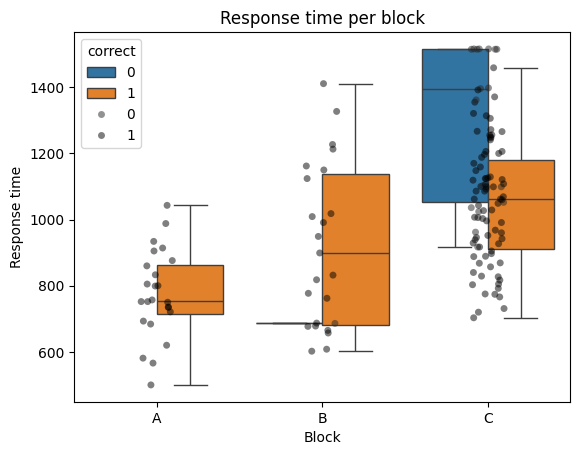 Response time per block
correct
0
1
0
1
1400
1200
1000
800
600
Response time
A B C
Block